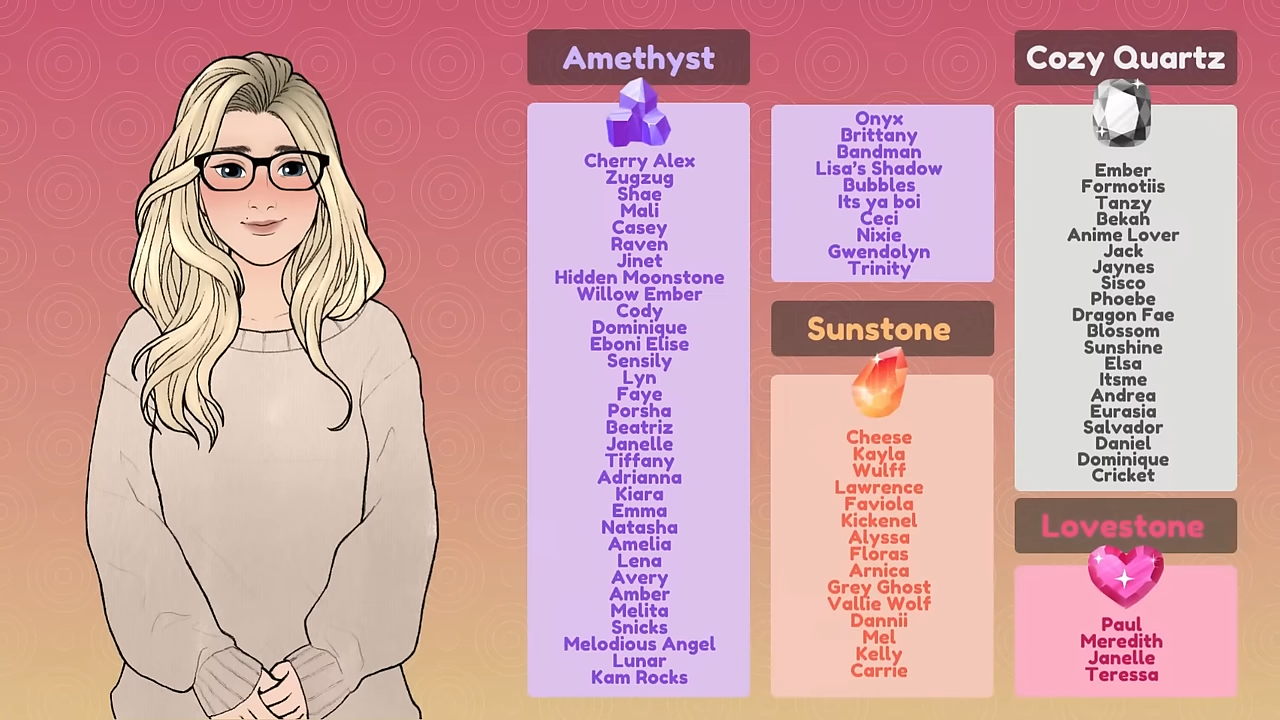 Amethyst
Cherry Alex
Zugzug
Shae
Mali
Casey
Raven
Jinet
Hidden Moonstone
Willow Ember
Cody
Dominique
Eboni Elise
Sensily
Lyn
Faye
Porsha
Beatriz
Janelle
Tiffany
Adrianna
Kiara
Emma
Natasha
Amelia
Lena
Avery
Amber
Melita
Snicks
Melodious Angel
Lunar
Kam Rocks
Onyx
Brittany
Bandman
Lisa's Shadow
Bubbles
Its ya boi
Ceci
Nixie
Gwendolyn
Trinity
Sunstone
Cheese
Kayla
Wulff
Lawrence
Faviola
Kickenel
Alyssa
Floras
Arnica
Grey Ghost
Vallie Wolf
Dannii
Mel
Kelly
Carrie
Cozy Quartz
Ember
Formotiis
Tanzy
Bekah
Anime Lover
Jack
Jaynes
Sisco
Phoebe
Dragon Fae
Blossom
Sunshine
Elsa
Itsme
Andrea
Eurasia
Salvador
Daniel
Dominique
Cricket
Lovestone
Paul
Meredith
Janelle
Teressa